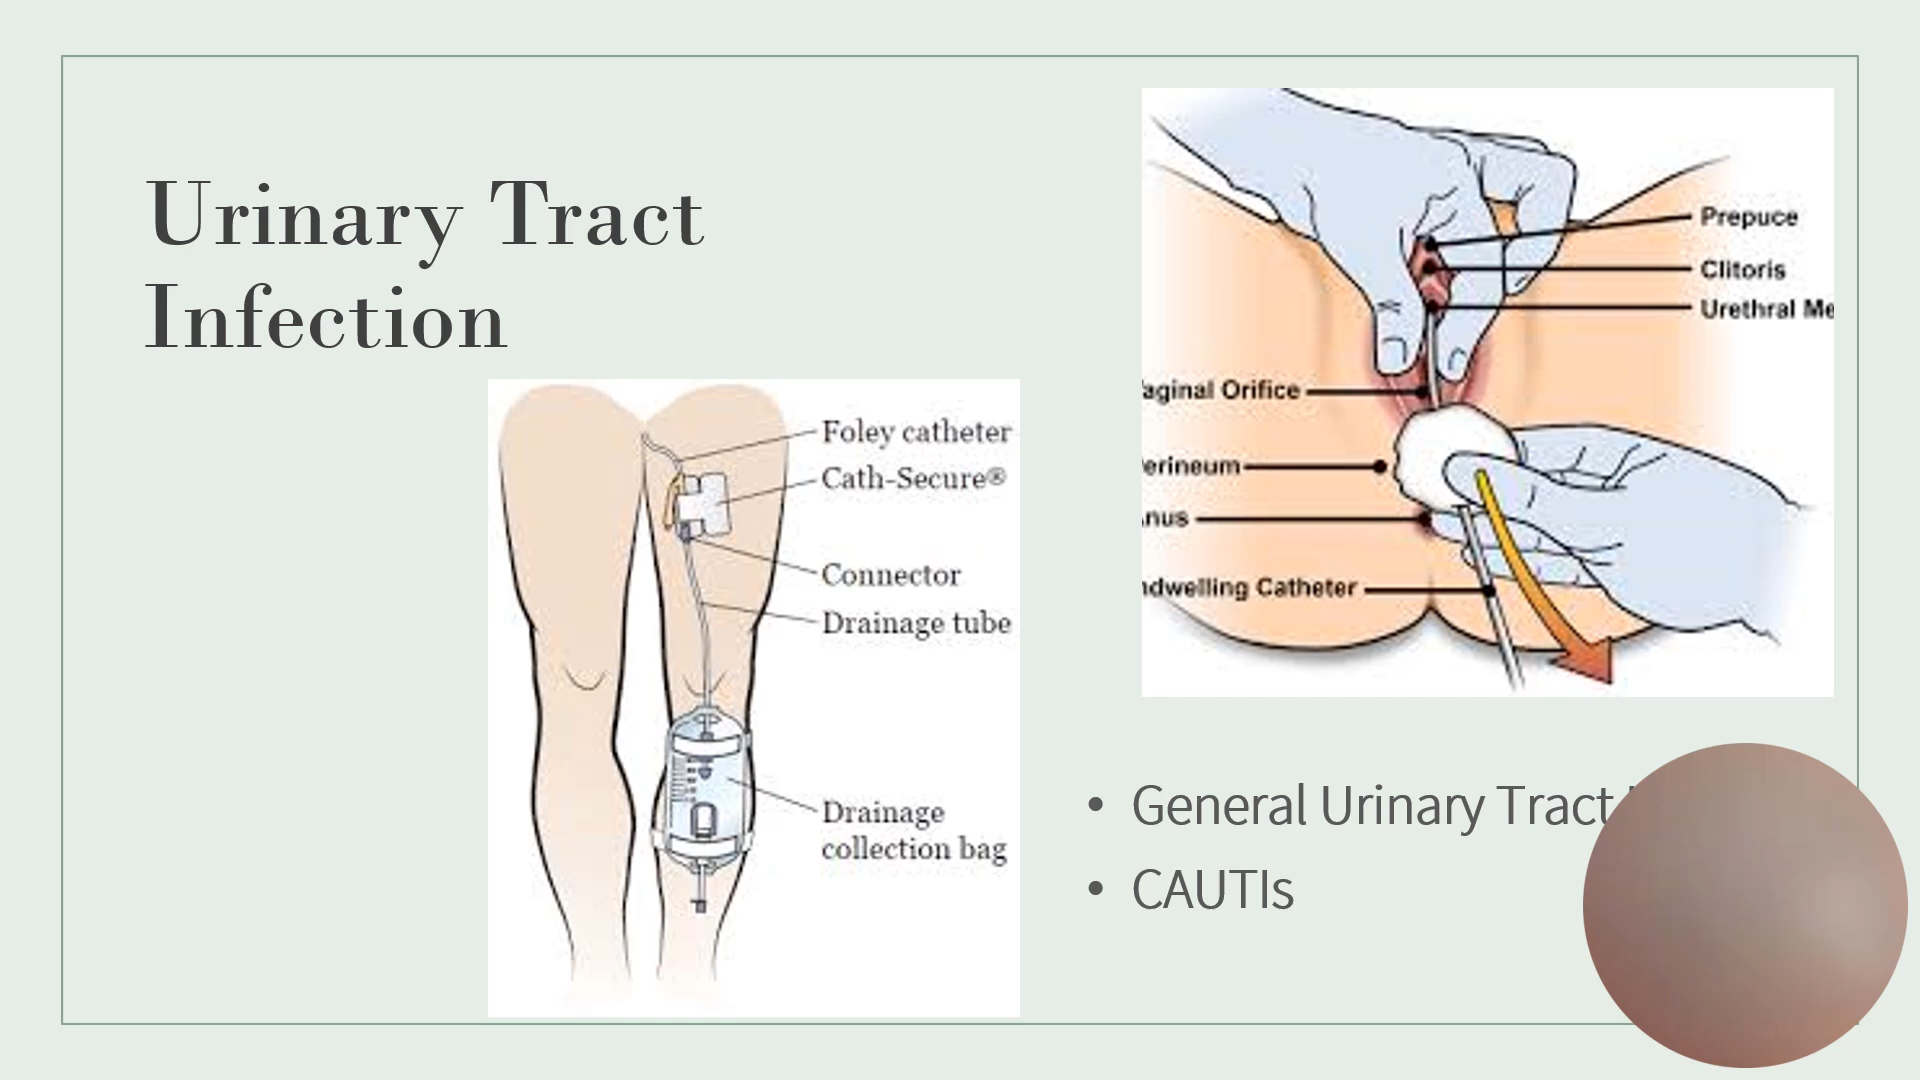 Urinary Tract
Infection
Foley catheter
Cath-Secure®
Connector
Drainage tube
Drainage
collection bag
Prepuce
Clitoris
Urethral Me
aginal Orifice
erineum
nus
ndwelling Catheter
• General Urinary Tract
• CAUTIs